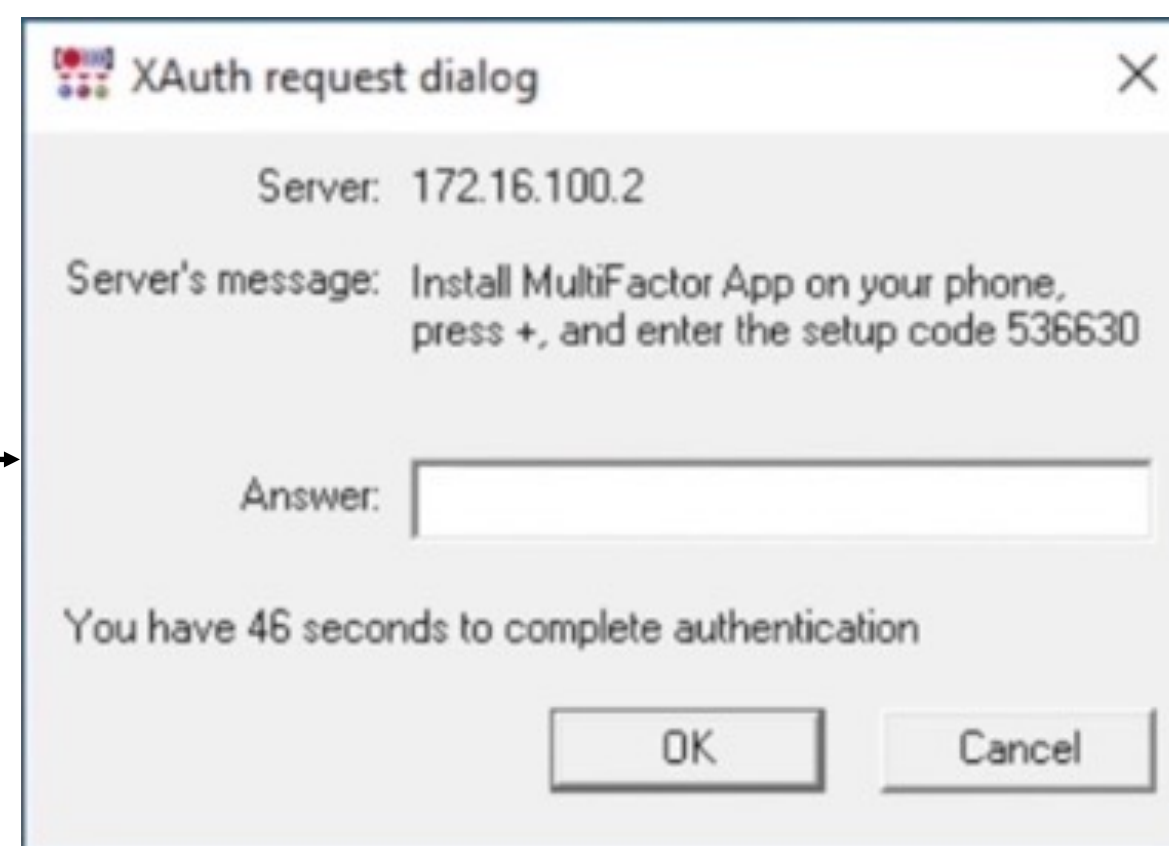 XAuth request dialog
Server: 172.16.100.2
Server's message: Install MultiFactor App on your phone,
press +, and enter the setup code 536630
Answer:
You have 46 seconds to complete authentication
OK Cancel